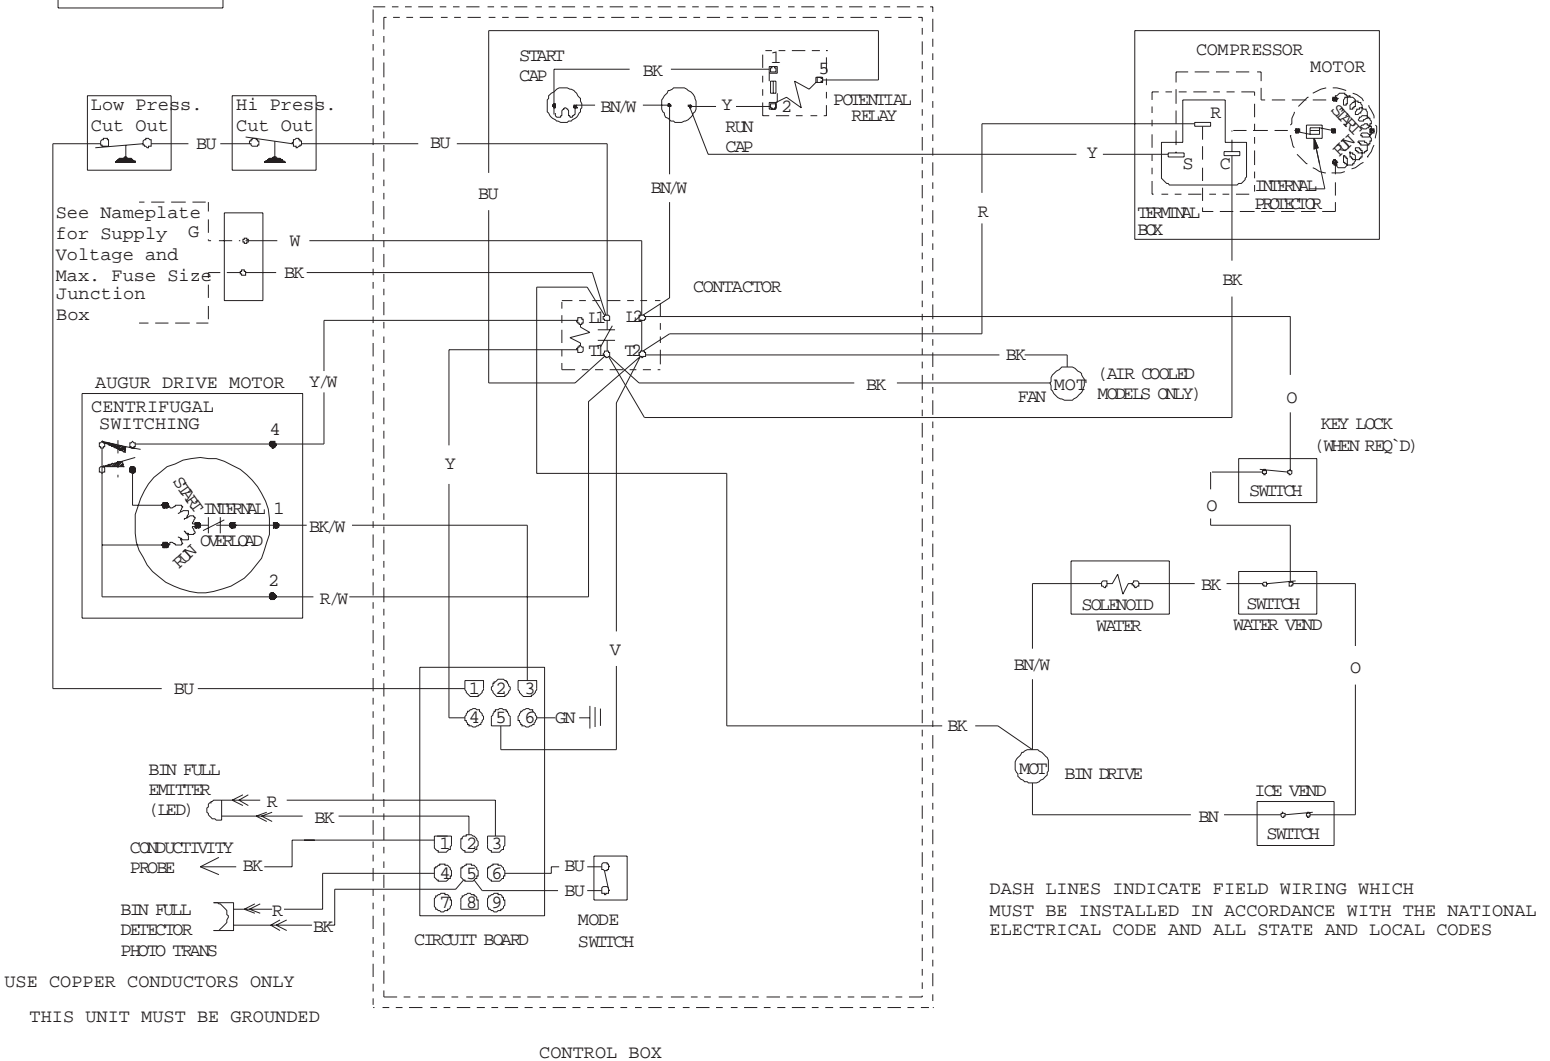 START
CAP
BK
1
5
BN/W
Y
2
POTENTIAL
RELAY
RUN
CAP
COMPRESSOR
MOTOR
R
START
RUN
S
C
INTERNAL
PROTECTOR
TERMINAL
BOX
Y
Low Press.
Cut Out
Hi Press.
Cut Out
BU
BU
BU
BN/W
R
BK
See Nameplate
for Supply G
Voltage and
Max. Fuse Size
Junction
Box
W
BK
CONTACTOR
L1
L2
T1
T2
BK
BK
FAN
MOT
(AIR COOLED
MODELS ONLY)
O
KEY LOCK
(WHEN REQ`D)
SWITCH
O
AUGUR DRIVE MOTOR
Y/W
CENTRIFUGAL
SWITCHING
4
START
INTERNAL
1
OVERLOAD
RUN
BK/W
2
R/W
Y
V
SOLENOID
WATER
BK
SWITCH
WATER VEND
BN/W
O
BU
1 2 3
4 5 6
GN
BK
MOT
BIN DRIVE
BN
ICE VEND
SWITCH
BIN FULL
EMITTER
(LED)
R
BK
CONDUCTIVITY
PROBE
BK
1 2 3
4 5 6
7 8 9
BU
BU
MODE
SWITCH
BIN FULL
DETECTOR
PHOTO TRANS
R
BK
CIRCUIT BOARD
DASH LINES INDICATE FIELD WIRING WHICH
MUST BE INSTALLED IN ACCORDANCE WITH THE NATIONAL
ELECTRICAL CODE AND ALL STATE AND LOCAL CODES
USE COPPER CONDUCTORS ONLY
THIS UNIT MUST BE GROUNDED
CONTROL BOX